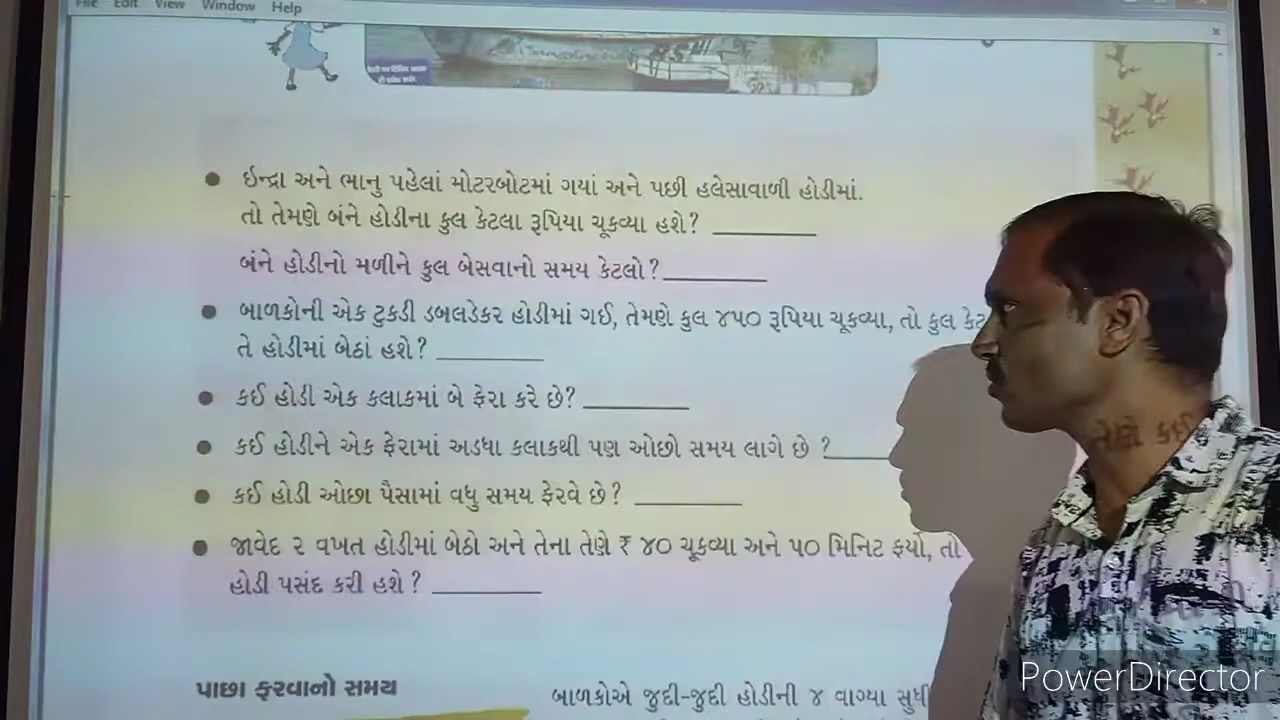 File Edit View Window Help
ઇન્દ્રા અને ભાનુ પહેલાં મોટરબોટમાં ગયાં અને પછી હલેસાવાળી હોડીમાં.
તો તેમણે બંને હોડીના કુલ કેટલા રૂપિયા ચૂકવ્યા હશે? ________
બંને હોડીનો મળીને કુલ બેસવાનો સમય કેટલો? ________
બાળકોની એક ટુકડી ડબલડેકર હોડીમાં ગઈ, તેમણે કુલ ૪૫૦ રૂપિયા ચૂકવ્યા, તો કુલ
તે હોડીમાં બેઠાં હશે? ________
કઈ હોડી એક કલાકમાં બે ફેરા કરે છે? ________
કઈ હોડીને એક ફેરામાં અડધા કલાકથી પણ ઓછો સમય લાગે છે ? ________
કઈ હોડી ઓછા પૈસામાં વધુ સમય ફેરવે છે? ________
જાવેદ ૨ વખત હોડીમાં બેઠો અને તેના તેણે ₹ ૪૦ ચૂકવ્યા અને ૫૦ મિનિટ ફર્યો, તો તેણે કઈ
હોડી પસંદ કરી હશે ? ________
પાછા ફરવાનો સમય
બાળકોએ જુદી-જુદી હોડીની ૪ વાગ્યા સુધી
PowerDirector